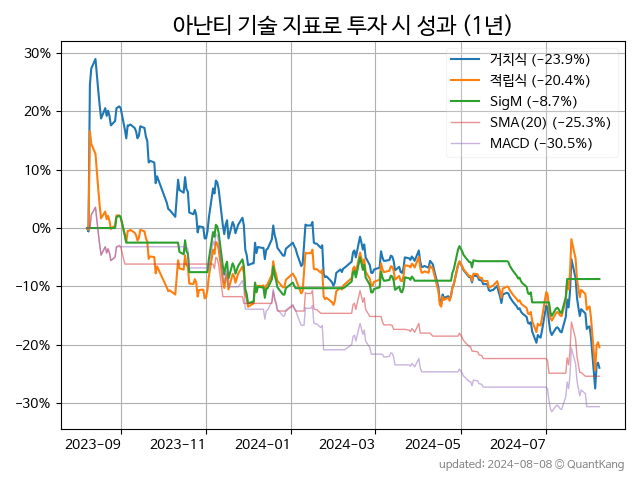 아난티 기술 지표로 투자 시 성과 (1년)
30%
20%
10%
0%
−10%
−20%
−30%
거치식 (−23.9%)
적립식 (−20.4%)
SigM (−8.7%)
SMA(20) (−25.3%)
MACD (−30.5%)
2023-09 2023-11 2024-01 2024-03 2024-05 2024-07
updated: 2024-08-08 © QuantKang